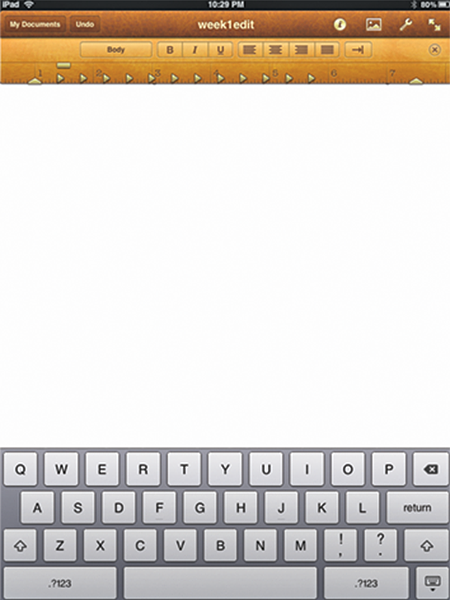 iPad 10:29 PM 80%
My Documents Undo week1edit
Body B I U
1 2 3 4 5 6 7
Q W E R T Y U I O P
A S D F G H J K L return
Z X C V B N M ! , ? .
.?123 .?123